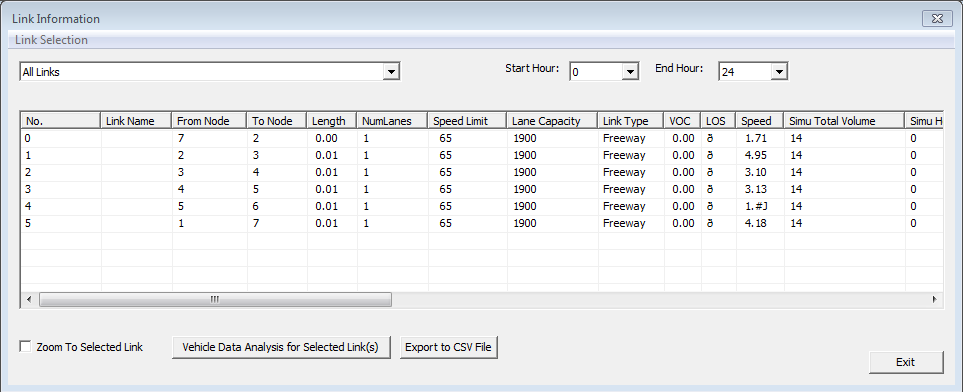 Link Information
Link Selection
All Links Start Hour: 0 End Hour: 24
No. Link Name From Node To Node Length NumLanes Speed Limit Lane Capacity Link Type VOC LOS Speed Simu Total Volume Simu H
0 7 2 0.00 1 65 1900 Freeway 0.00 ð 1.71 14 0
1 2 3 0.01 1 65 1900 Freeway 0.00 ð 4.95 14 0
2 3 4 0.01 1 65 1900 Freeway 0.00 ð 3.10 14 0
3 4 5 0.01 1 65 1900 Freeway 0.00 ð 3.13 14 0
4 5 6 0.01 1 65 1900 Freeway 0.00 ð 1.#J 14 0
5 1 7 0.01 1 65 1900 Freeway 0.00 ð 4.18 14 0
Zoom To Selected Link Vehicle Data Analysis for Selected Link(s) Export to CSV File
Exit